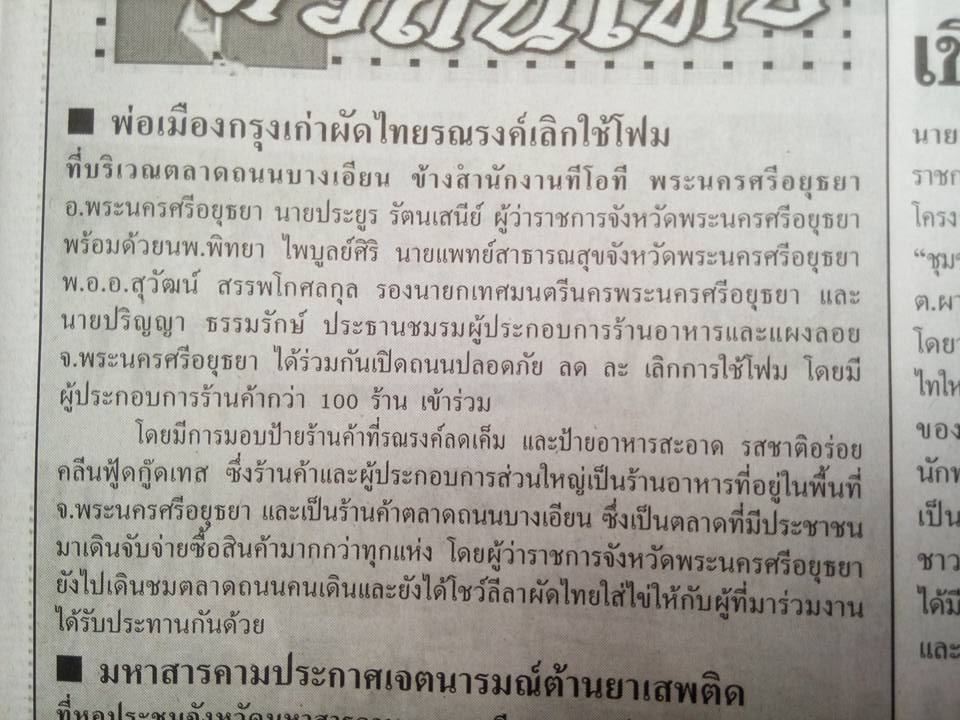 ■ พ่อเมืองกรุงเก่าผัดไทยรณรงค์เลิกใช้โฟม
ที่บริเวณตลาดถนนบางเอียน ข้างสำนักงานทีโอที พระนครศรีอยุธยา
อ.พระนครศรีอยุธยา นายประยูร รัตนเสนีย์ ผู้ว่าราชการจังหวัดพระนครศรีอยุธยา
พร้อมด้วยนพ.พิทยา ไพบูลย์ศิริ นายแพทย์สาธารณสุขจังหวัดพระนครศรีอยุธยา
พ.อ.อ.สุวัฒน์ สรรพโกศลกุล รองนายกเทศมนตรีนครพระนครศรีอยุธยา และ
นายปริญญา ธรรมรักษ์ ประธานชมรมผู้ประกอบการร้านอาหารและแผงลอย
จ.พระนครศรีอยุธยา ได้ร่วมกันเปิดถนนปลอดภัย ลด ละ เลิกการใช้โฟม โดยมี
ผู้ประกอบการร้านค้ากว่า 100 ร้าน เข้าร่วม
โดยมีการมอบป้ายร้านค้าที่รณรงค์ลดเค็ม และป้ายอาหารสะอาด รสชาติอร่อย
คลีนฟู้ดกู๊ดเทส ซึ่งร้านค้าและผู้ประกอบการส่วนใหญ่เป็นร้านอาหารที่อยู่ในพื้นที่
จ.พระนครศรีอยุธยา และเป็นร้านค้าตลาดถนนบางเอียน ซึ่งเป็นตลาดที่มีประชาชน
มาเดินจับจ่ายซื้อสินค้ามากกว่าทุกแห่ง โดยผู้ว่าราชการจังหวัดพระนครศรีอยุธยา
ยังไปเดินชมตลาดถนนคนเดินและยังได้โชว์ลีลาผัดไทยใส่ไข่ให้กับผู้ที่มาร่วมงาน
ได้รับประทานกันด้วย
■ มหาสารคามประกาศเจตนารมณ์ต้านยาเสพติด
นาย
ราชก
โครง
“ชุม
ต.ผา
โดย
ไทให
ของ
นัก
เป็น
ชาว
ได้มี
และ